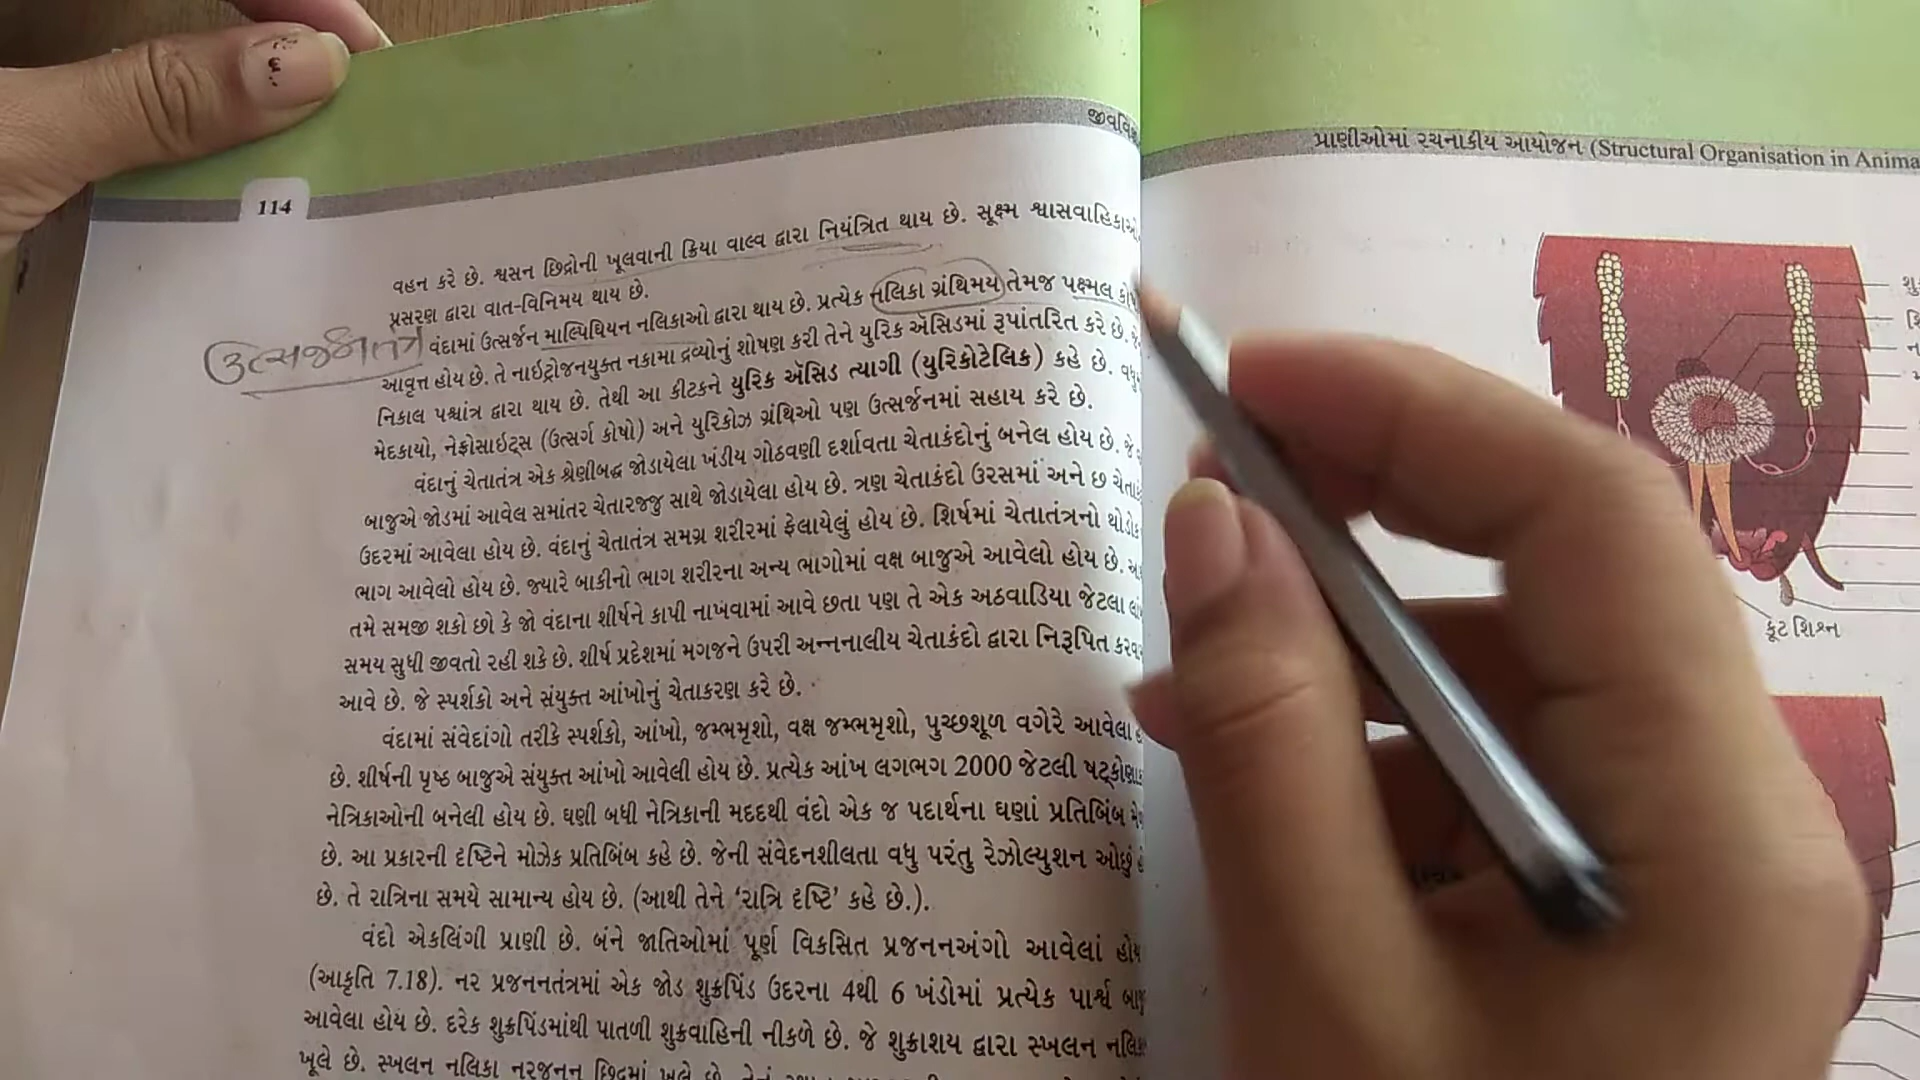 114
વહન કરે છે. શ્વસન છિદ્રોની ખૂલવાની ક્રિયા વાલ્વ દ્વારા નિયંત્રિત થાય છે. સૂક્ષ્મ શ્વાસવાહિકાઓ
પ્રસરણ દ્વારા વાત-વિનિમય થાય છે.
ઉત્સર્જનતંત્ર
વંદામાં ઉત્સર્જન માલ્પિઘિયન નલિકાઓ દ્વારા થાય છે. પ્રત્યેક નલિકા ગ્રંથિમય તેમજ પક્ષ્મલ
આવૃત્ત હોય છે. તે નાઇટ્રોજનયુક્ત નકામા દ્રવ્યોનું શોષણ કરી તેને યુરિક ઍસિડમાં રૂપાંતરિત કરે છે.
નિકાલ પશ્ચાંત્ર દ્વારા થાય છે. તેથી આ કીટકને યુરિક ઍસિડ ત્યાગી (યુરિકોટેલિક) કહે છે.
મેદકાયો, નેફ્રોસાઇટ્સ (ઉત્સર્ગ કોષો) અને યુરિકોઝ ગ્રંથિઓ પણ ઉત્સર્જનમાં સહાય કરે છે.
વંદાનું ચેતાતંત્ર એક શ્રેણીબદ્ધ જોડાયેલા ખંડીય ગોઠવણી દર્શાવતા ચેતાકંદોનું બનેલ હોય છે. જે
બાજુએ જોડમાં આવેલ સમાંતર ચેતારજ્જુ સાથે જોડાયેલા હોય છે. ત્રણ ચેતાકંદો ઉરસમાં અને છ
ઉદરમાં આવેલા હોય છે. વંદાનું ચેતાતંત્ર સમગ્ર શરીરમાં ફેલાયેલું હોય છે. શિર્ષમાં ચેતાતંત્રનો થોડોક
ભાગ આવેલો હોય છે. જ્યારે બાકીનો ભાગ શરીરના અન્ય ભાગોમાં વક્ષ બાજુએ આવેલો હોય છે.
તમે સમજી શકો છો કે જો વંદાના શીર્ષને કાપી નાખવામાં આવે છતા પણ તે એક અઠવાડિયા જેટલા
સમય સુધી જીવતો રહી શકે છે. શીર્ષ પ્રદેશમાં મગજને ઉપરી અન્નનાલીય ચેતાકંદો દ્વારા નિરૂપિત
આવે છે. જે સ્પર્શકો અને સંયુક્ત આંખોનું ચેતાકરણ કરે છે.
વંદામાં સંવેદાંગો તરીકે સ્પર્શકો, આંખો, જમ્ભમૃશો, વક્ષ જમ્ભમૃશો, પુચ્છશૂળ વગેરે આવેલા
છે. શીર્ષની પૃષ્ઠ બાજુએ સંયુક્ત આંખો આવેલી હોય છે. પ્રત્યેક આંખ લગભગ 2000 જેટલી
નેત્રિકાઓની બનેલી હોય છે. ઘણી બધી નેત્રિકાની મદદથી વંદો એક જ પદાર્થના ઘણાં પ્રતિબિંબ
છે. આ પ્રકારની દૃષ્ટિને મોઝેક પ્રતિબિંબ કહે છે. જેની સંવેદનશીલતા વધુ પરંતુ રેઝોલ્યુશન ઓછું
છે. તે રાત્રિના સમયે સામાન્ય હોય છે. (આથી તેને ‘રાત્રિ દૃષ્ટિ’ કહે છે.).
વંદો એકલિંગી પ્રાણી છે. બંને જાતિઓમાં પૂર્ણ વિકસિત પ્રજનનઅંગો આવેલાં હોય
(આકૃતિ 7.18). નર પ્રજનનતંત્રમાં એક જોડ શુક્રપિંડ ઉદરના 4થી 6 ખંડોમાં પ્રત્યેક પાર્શ્વ
આવેલા હોય છે. દરેક શુક્રપિંડમાંથી પાતળી શુક્રવાહિની નીકળે છે. જે શુક્રાશય દ્વારા સ્ખલન
ખૂલે છે. સ્ખલન નલિકા નરજનન છિદ્રમાં ખૂલે છે.
પ્રાણીઓમાં રચનાકીય આયોજન (Structural Organisation in Anima
કૂટ શિશ્ન